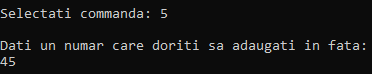 Selectati commanda: 5
Dati un numar care doriti sa adaugati in fata:
45